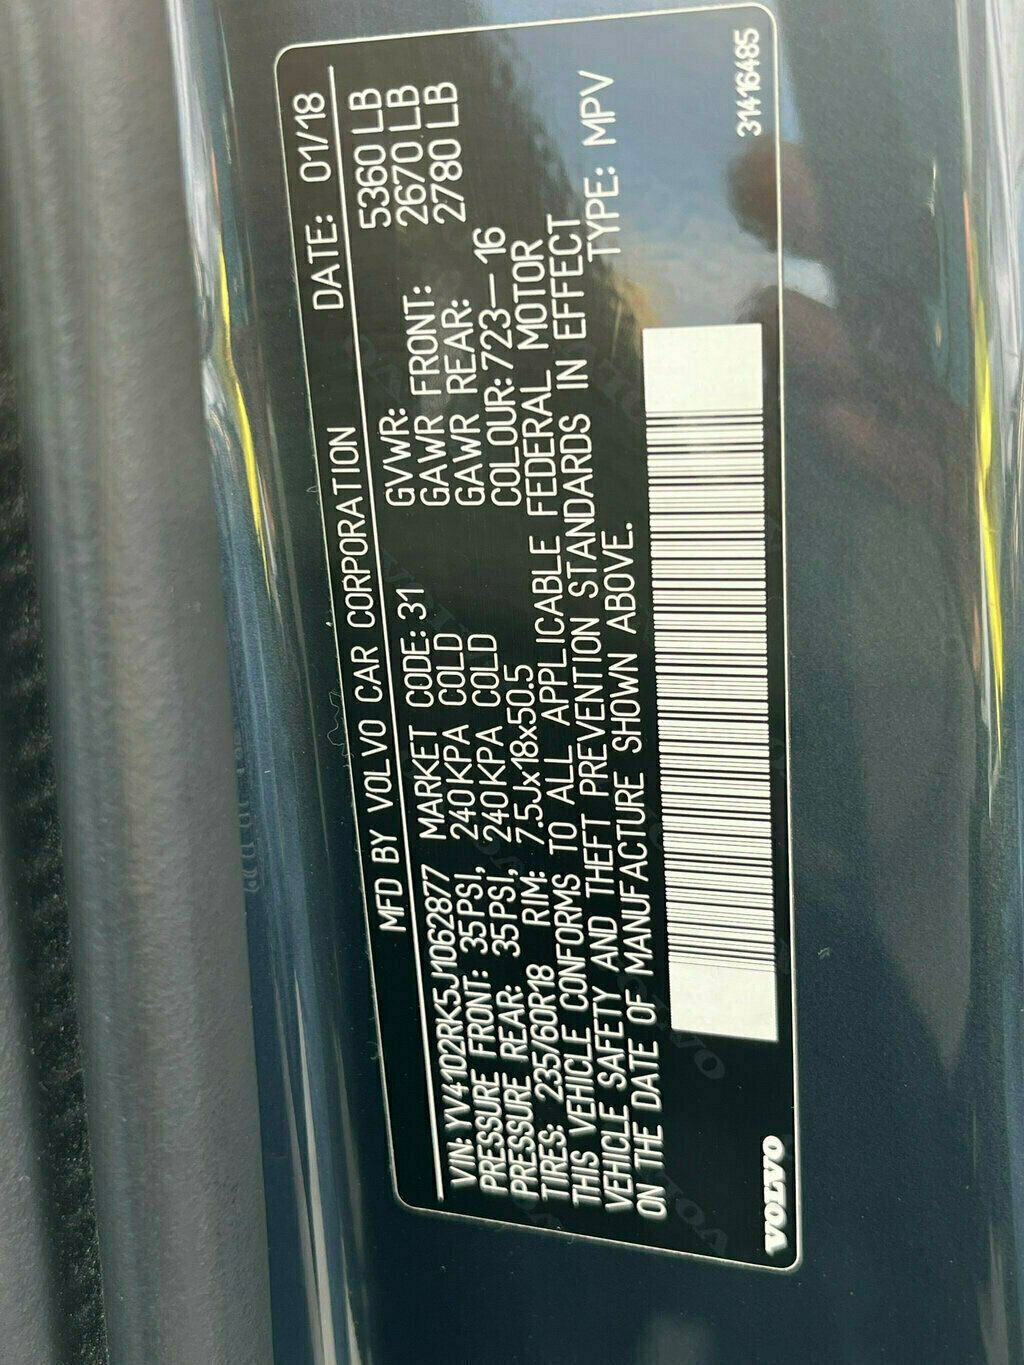 MFD BY VOLVO CAR CORPORATION DATE: 01/18
VIN: YV4102RK5J1062877 MARKET CODE: 31 GVWR: 5360 LB
PRESSURE FRONT: 35PSI, 240KPA COLD GAWR FRONT: 2670 LB
PRESSURE REAR: 35PSI, 240KPA COLD GAWR REAR: 2780 LB
TIRES: 235/60R18 RIM: 7.5Jx18x50.5 COLOUR: 723-16
THIS VEHICLE CONFORMS TO ALL APPLICABLE FEDERAL MOTOR
VEHICLE SAFETY AND THEFT PREVENTION STANDARDS IN EFFECT
ON THE DATE OF MANUFACTURE SHOWN ABOVE. TYPE: MPV
VOLVO 31416485